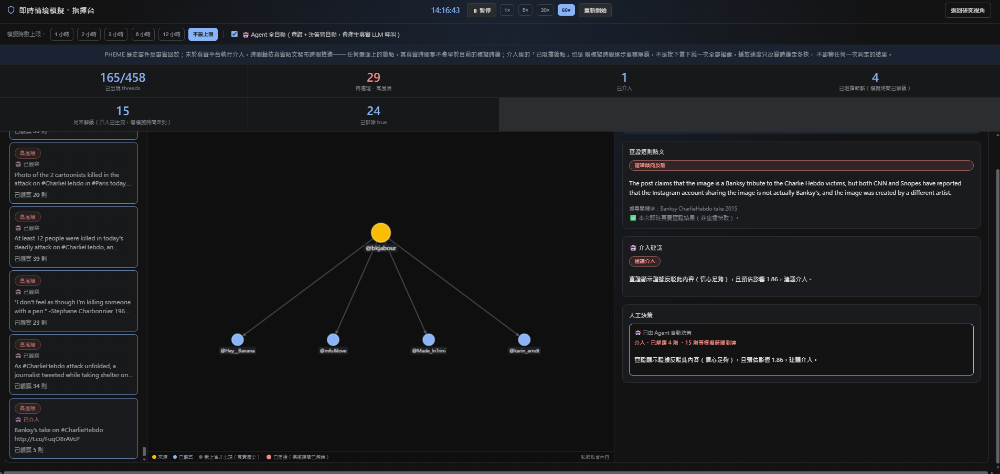 即時情境模擬・指揮台
14:16:43
⏸ 暫停
1×
5×
30×
60×
重新開始
返回研究視角
模擬時數上限：
1 小時
2 小時
3 小時
6 小時
12 小時
不設上限
Agent 全自動（查證＋決策皆自動，會產生真實 LLM 呼叫）
PHEME 歷史事件反事實回放；未於真實平台執行介入。時間軸依真實貼文發布時間推進—— 任何畫面上的節點，其真實時間都不會早於目前的模擬時鐘；介入後的「已阻擋節點」也是 隨模擬時間逐步累積解鎖，不是按下當下就一次全部揭露。播放速度只改變時鐘走多快， 不影響任何一次判定的結果。
165/458
已出現 threads
29
待處理・高風險
1
已介入
4
已阻擋節點（模擬時間已解鎖）
15
尚未解鎖（介入已生效，等模擬時間走到）
24
已排除 true
高風險
已觀察
Photo of the 2 cartoonists killed in the
attack on #CharlieHebdo in #Paris today....
已觀察 20 則
高風險
已觀察
At least 12 people were killed in today's
deadly attack on #CharlieHebdo, an...
已觀察 39 則
高風險
已觀察
"I don't feel as though I'm killing someone
with a pen." -Stephane Charbonnier 196...
已觀察 23 則
高風險
已觀察
As #CharlieHebdo attack unfolded, a
journalist tweeted while taking shelter on...
已觀察 34 則
高風險
已介入
Banksy's take on #CharlieHebdo
http://t.co/FuqO8rAVcP
已觀察 5 則
@bkjabour
@Hey__Banana
@mfullilove
@Made_InTrini
@karin_arndt
來源
已觀察
截止後才出現（真實歷史）
已阻擋（模擬時間已解鎖）
點節點看內容
查證這則貼文
證據傾向反駁
The post claims that the image is a Banksy tribute to the Charlie Hebdo victims, but both CNN and Snopes have reported
that the Instagram account sharing the image is not actually Banksy's, and the image was created by a different artist.
搜尋關鍵字：Banksy CharlieHebdo take 2015
✅ 本次即時真實查證結果（非重播快取）。
介入建議
建議介入
查證顯示證據反駁此內容（信心足夠），且預估影響 1.86，建議介入。
人工決策
已由 Agent 自動決策
介入・已解鎖 4 則 ・15 則等模擬時間到達
查證顯示證據反駁此內容（信心足夠），且預估影響 1.86，建議介入。